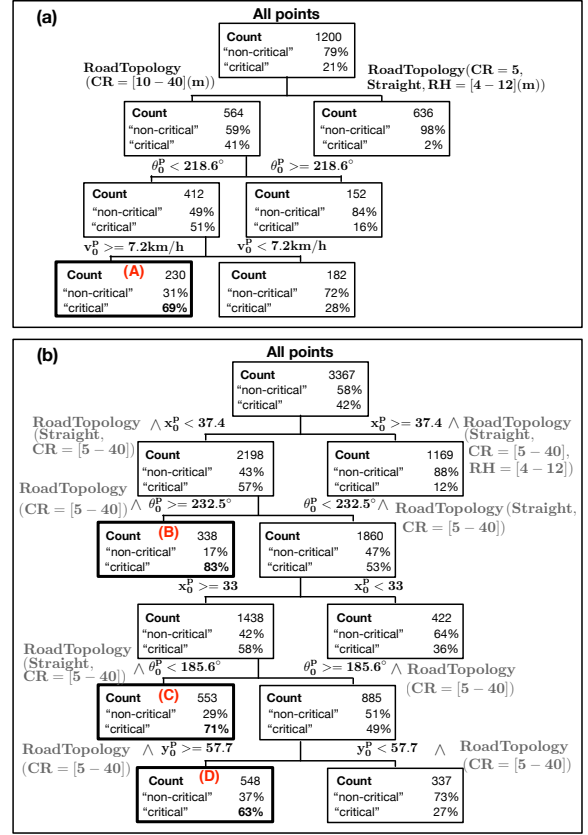 (a)
All points
Count 1200
"non-critical" 79%
"critical" 21%
RoadTopology
(CR = [10 − 40](m))
RoadTopology(CR = 5,
Straight, RH = [4 − 12](m))
Count 564
"non-critical" 59%
"critical" 41%
Count 636
"non-critical" 98%
"critical" 2%
θ₀ᴾ < 218.6°
θ₀ᴾ >= 218.6°
Count 412
"non-critical" 49%
"critical" 51%
Count 152
"non-critical" 84%
"critical" 16%
v₀ᴾ >= 7.2km/h
v₀ᴾ < 7.2km/h
Count (A) 230
"non-critical" 31%
"critical" 69%
Count 182
"non-critical" 72%
"critical" 28%
(b)
All points
Count 3367
"non-critical" 58%
"critical" 42%
RoadTopology ∧ x₀ᴾ < 37.4
(Straight,
CR = [5 − 40])
x₀ᴾ >= 37.4 ∧ RoadTopology
(Straight,
CR = [5 − 40],
RH = [4 − 12])
Count 2198
"non-critical" 43%
"critical" 57%
Count 1169
"non-critical" 88%
"critical" 12%
RoadTopology
(CR = [5 − 40]) ∧ θ₀ᴾ >= 232.5°
θ₀ᴾ < 232.5° ∧ RoadTopology(Straight,
CR = [5 − 40])
Count (B) 338
"non-critical" 17%
"critical" 83%
Count 1860
"non-critical" 47%
"critical" 53%
x₀ᴾ >= 33
x₀ᴾ < 33
Count 1438
"non-critical" 42%
"critical" 58%
Count 422
"non-critical" 64%
"critical" 36%
RoadTopology
(Straight,
CR = [5 − 40]) ∧ θ₀ᴾ < 185.6°
θ₀ᴾ >= 185.6° ∧ RoadTopology
(CR = [5 − 40])
Count (C) 553
"non-critical" 29%
"critical" 71%
Count 885
"non-critical" 51%
"critical" 49%
RoadTopology ∧ y₀ᴾ >= 57.7
(CR = [5 − 40])
y₀ᴾ < 57.7 ∧ RoadTopology
(CR = [5 − 40])
Count (D) 548
"non-critical" 37%
"critical" 63%
Count 337
"non-critical" 73%
"critical" 27%